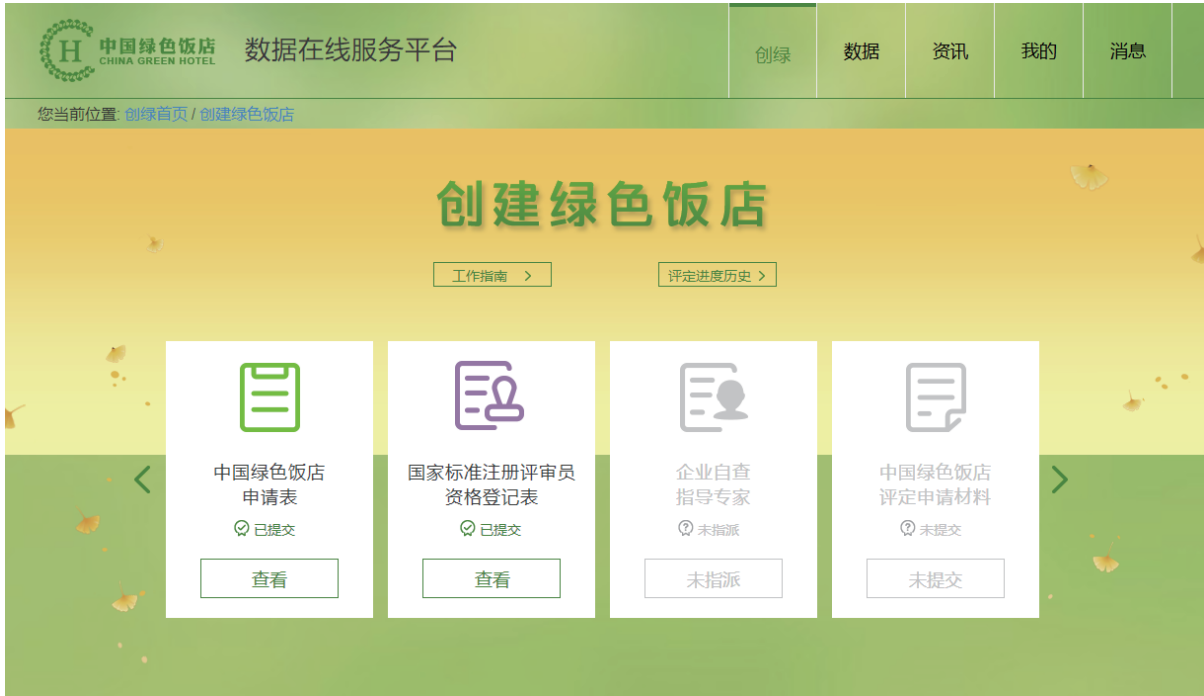 中国绿色饭店
CHINA GREEN HOTEL
数据在线服务平台
创绿
数据
资讯
我的
消息
您当前位置: 创绿首页 / 创建绿色饭店
创建绿色饭店
工作指南 >
评定进度历史 >
中国绿色饭店
申请表
已提交
查看
国家标准注册评审员
资格登记表
已提交
查看
企业自查
指导专家
未指派
未指派
中国绿色饭店
评定申请材料
未提交
未提交